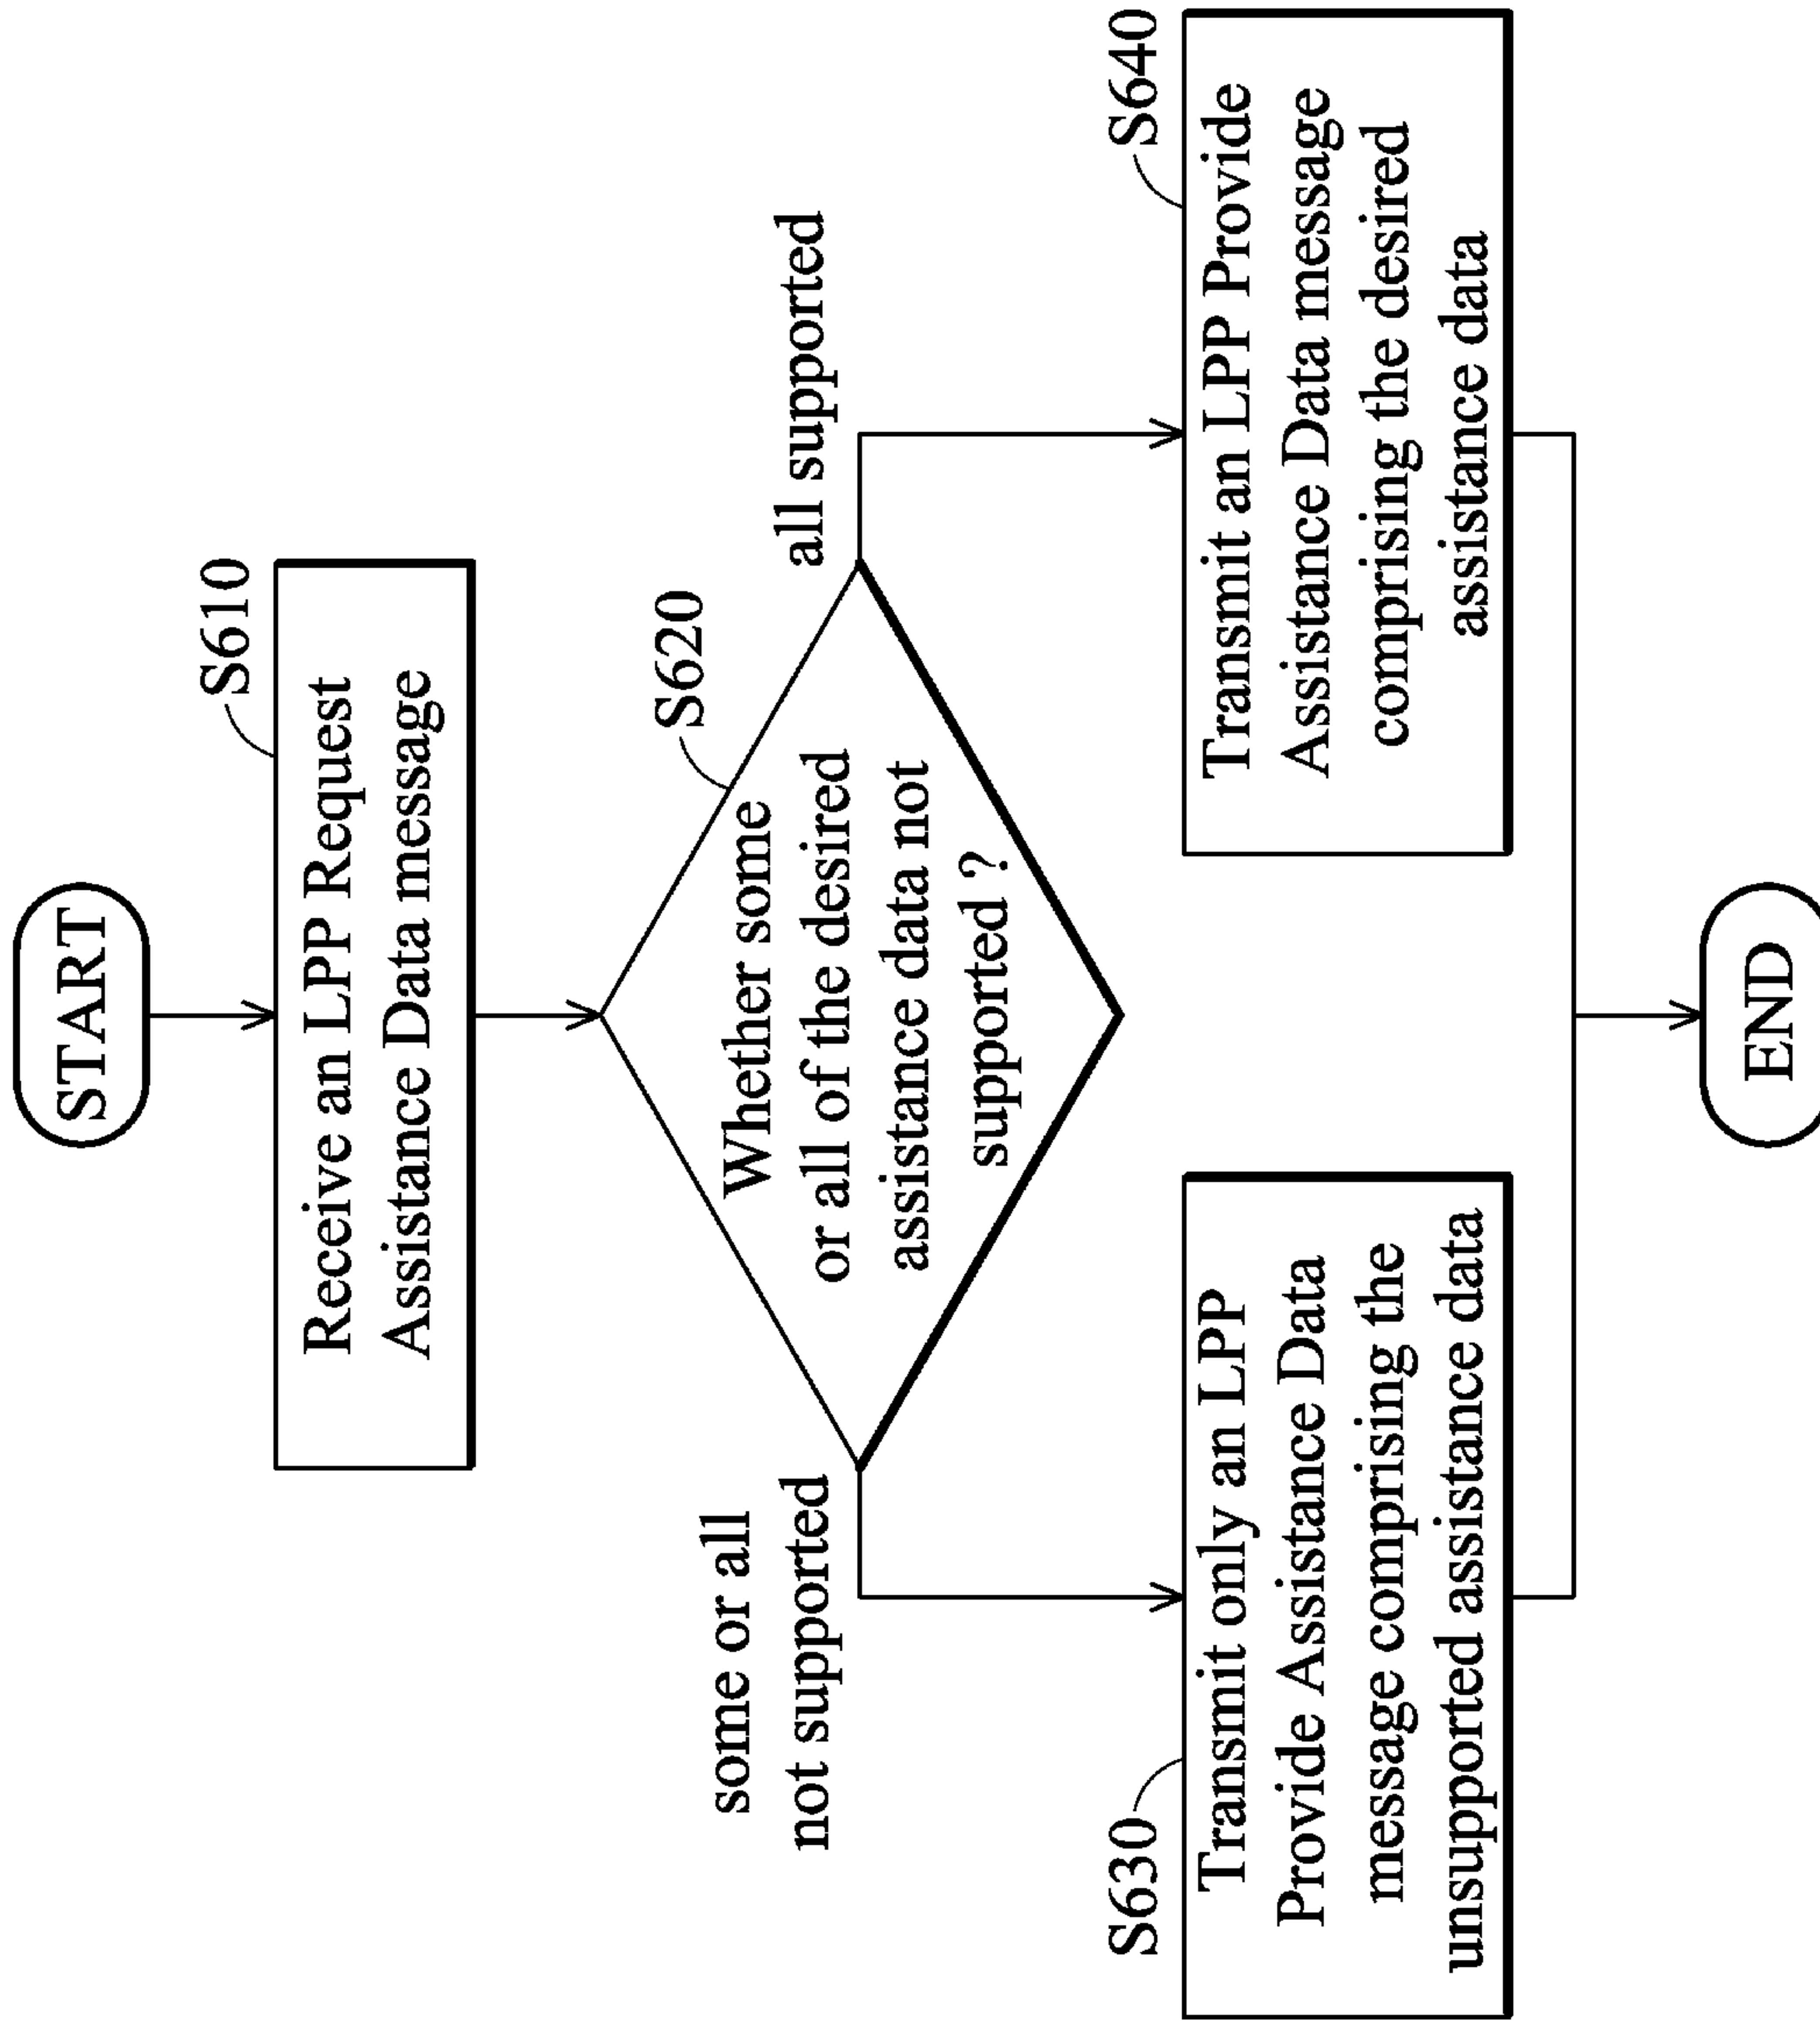 START
S610
Receive an LPP Request
Assistance Data message
S620
Whether some
or all of the desired
assistance data not
supported ?
some or all
not supported
all supported
S630
Transmit only an LPP
Provide Assistance Data
message comprising the
unsupported assistance data
S640
Transmit an LPP Provide
Assistance Data message
comprising the desired
assistance data
END